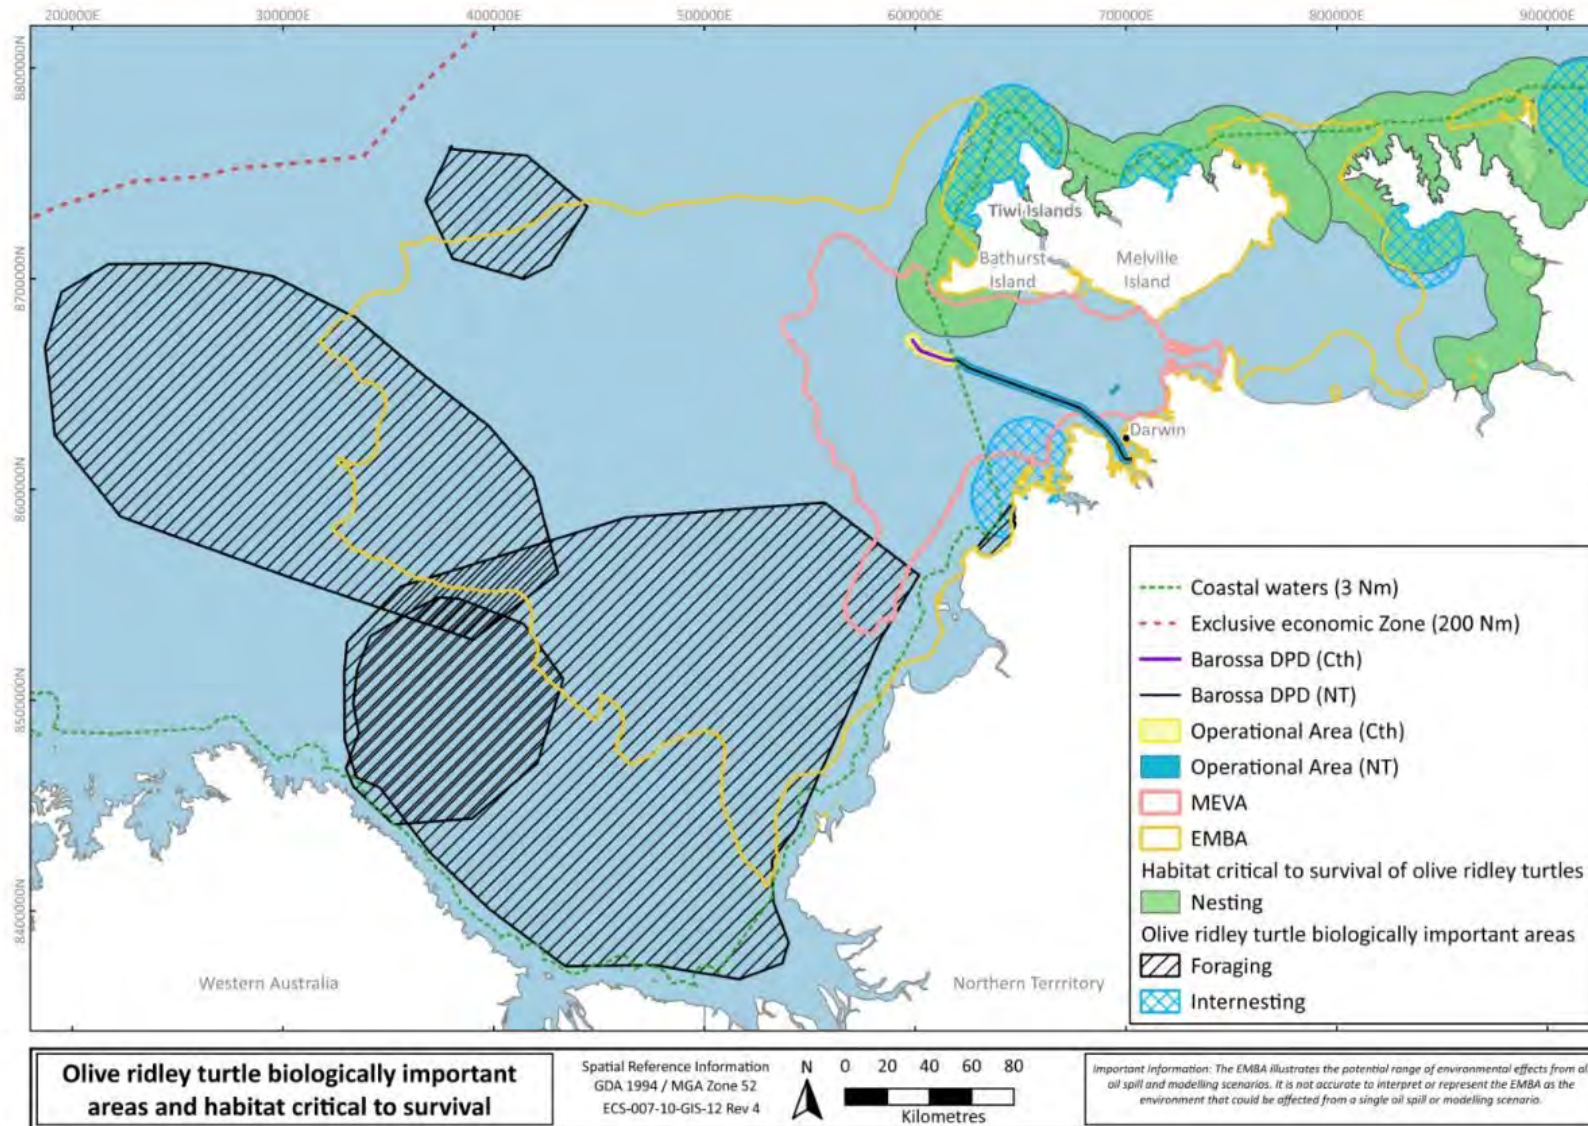 200000E 300000E 400000E 500000E 600000E 700000E 800000E 900000E
8800000N
8700000N
8600000N
8500000N
8400000N
Tiwi Islands
Bathurst
Island
Melville
Island
Darwin
Western Australia
Northern Terrritory
Coastal waters (3 Nm)
Exclusive economic Zone (200 Nm)
Barossa DPD (Cth)
Barossa DPD (NT)
Operational Area (Cth)
Operational Area (NT)
MEVA
EMBA
Habitat critical to survival of olive ridley turtles
Nesting
Olive ridley turtle biologically important areas
Foraging
Internesting
Olive ridley turtle biologically important
areas and habitat critical to survival
Spatial Reference Information
GDA 1994 / MGA Zone 52
ECS-007-10-GIS-12 Rev 4
N
0 20 40 60 80
Kilometres
Important Information: The EMBA illustrates the potential range of environmental effects from all
oil spill and modelling scenarios. It is not accurate to interpret or represent the EMBA as the
environment that could be affected from a single oil spill or modelling scenario.